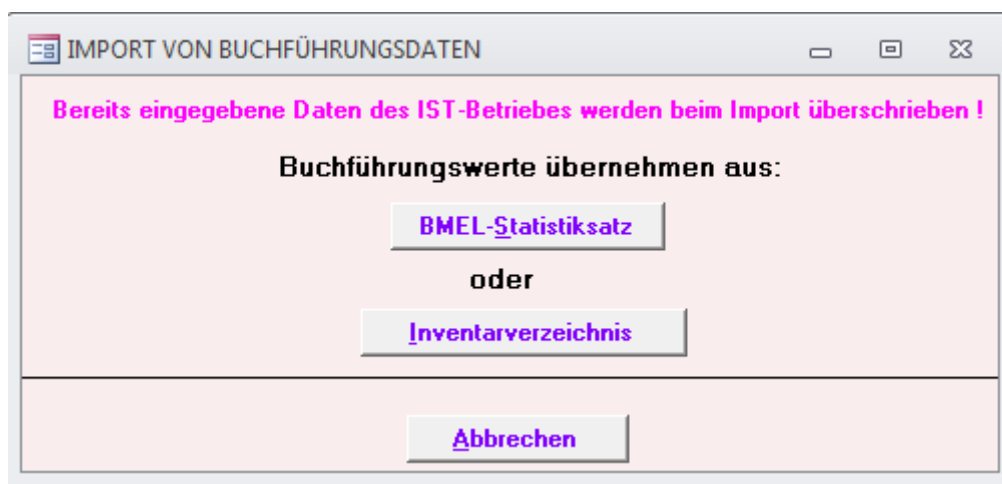 IMPORT VON BUCHFÜHRUNGSDATEN
Bereits eingegebene Daten des IST-Betriebes werden beim Import überschrieben !
Buchführungswerte übernehmen aus:
BMEL-Statistiksatz
oder
Inventarverzeichnis
Abbrechen